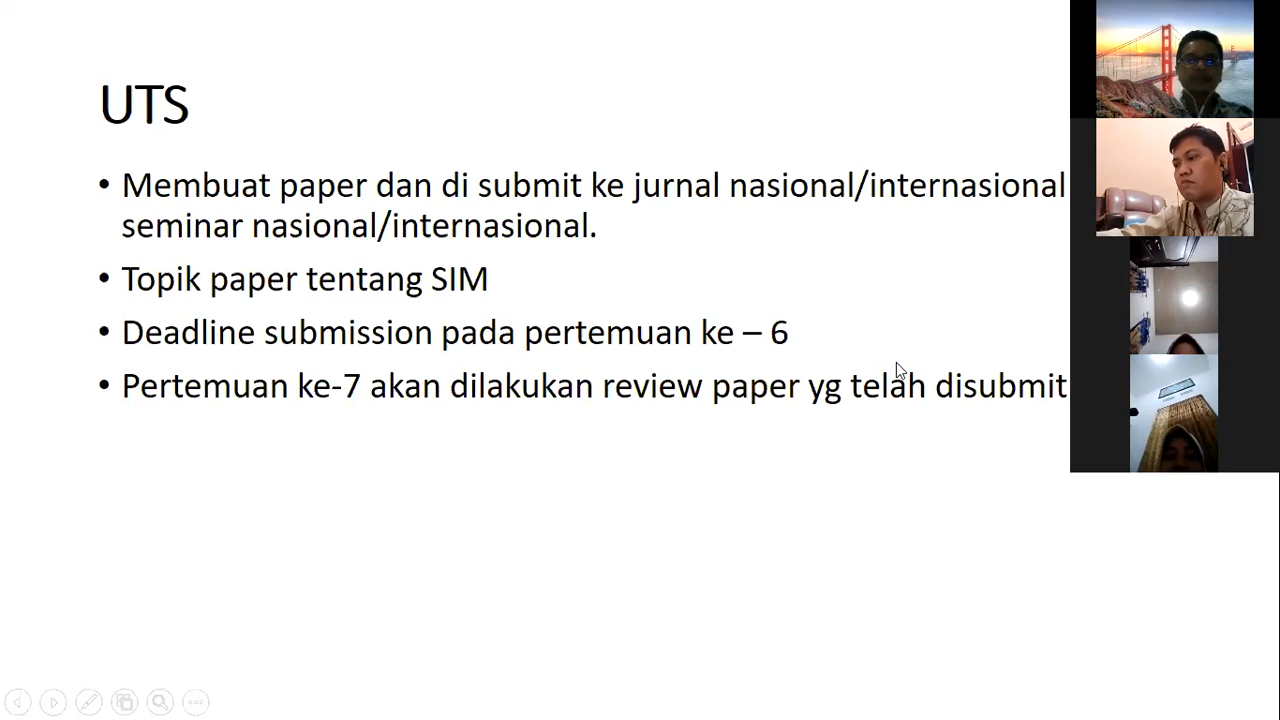 UTS
• Membuat paper dan di submit ke jurnal nasional/internasional
seminar nasional/internasional.
• Topik paper tentang SIM
• Deadline submission pada pertemuan ke – 6
• Pertemuan ke-7 akan dilakukan review paper yg telah disubmit